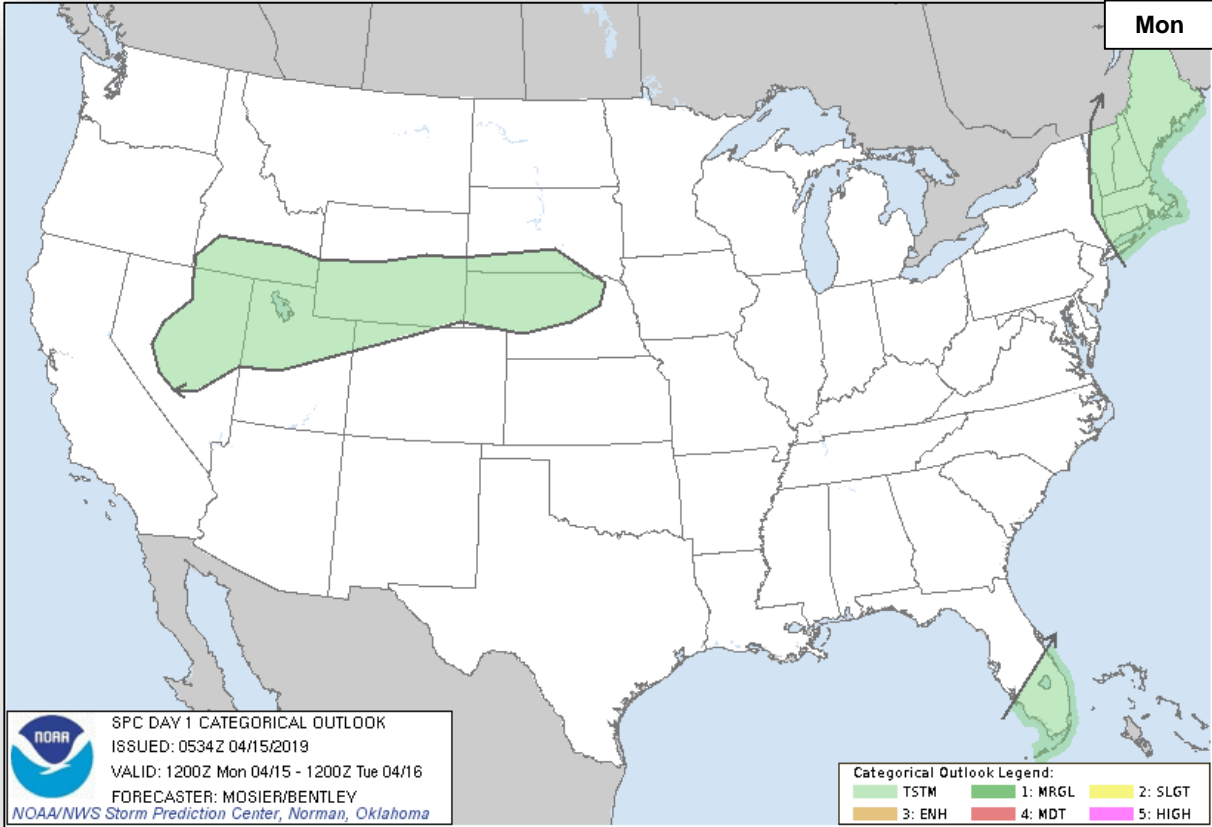 Mon
NOAA
SPC DAY 1 CATEGORICAL OUTLOOK
ISSUED: 0534Z 04/15/2019
VALID: 1200Z Mon 04/15 - 1200Z Tue 04/16
FORECASTER: MOSIER/BENTLEY
NOAA/NWS Storm Prediction Center, Norman, Oklahoma
Categorical Outlook Legend:
TSTM 1: MRGL 2: SLGT
3: ENH 4: MDT 5: HIGH